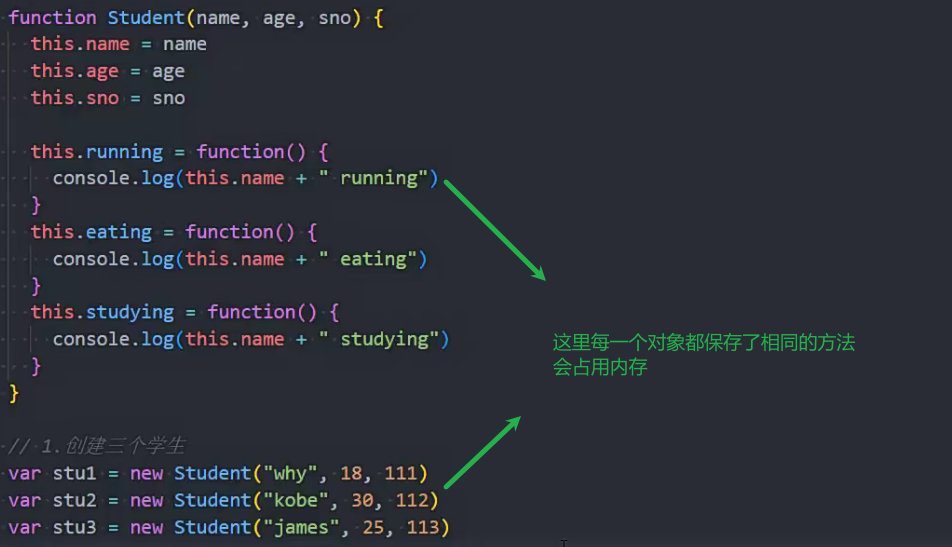 function Student(name, age, sno) {
this.name = name
this.age = age
this.sno = sno
this.running = function() {
console.log(this.name + " running")
}
this.eating = function() {
console.log(this.name + " eating")
}
this.studying = function() {
console.log(this.name + " studying")
}
}
这里每一个对象都保存了相同的方法
会占用内存
// 1.创建三个学生
var stu1 = new Student("why", 18, 111)
var stu2 = new Student("kobe", 30, 112)
var stu3 = new Student("james", 25, 113)